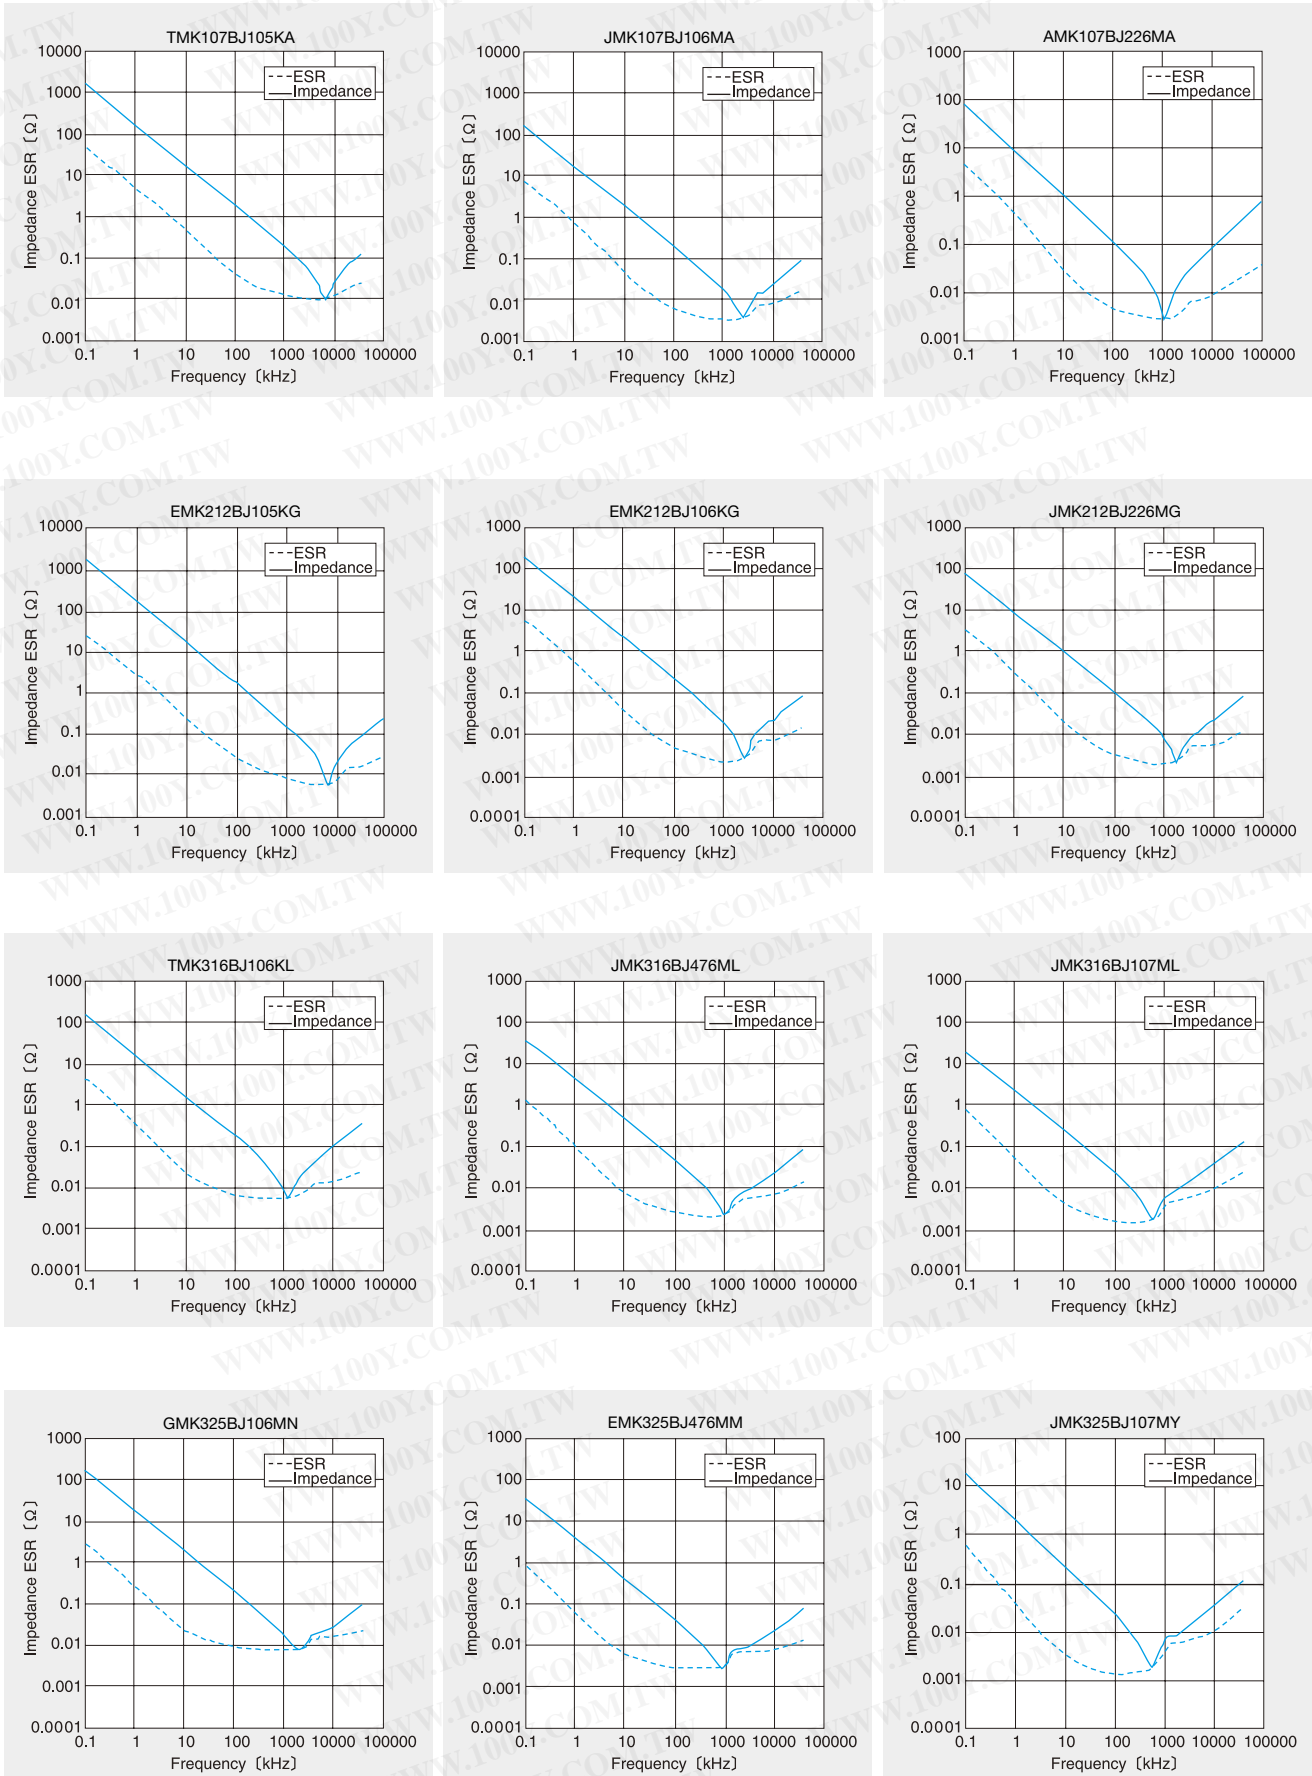 TMK107BJ105KA
10000
1000
100
10
1
0.1
0.01
0.001
Impedance ESR〔Ω〕
ESR
Impedance
0.1 1 10 100 1000 10000 100000
Frequency〔kHz〕
JMK107BJ106MA
10000
1000
100
10
1
0.1
0.01
0.001
Impedance ESR〔Ω〕
ESR
Impedance
0.1 1 10 100 1000 10000 100000
Frequency〔kHz〕
AMK107BJ226MA
1000
100
10
1
0.1
0.01
0.001
Impedance ESR〔Ω〕
ESR
Impedance
0.1 1 10 100 1000 10000 100000
Frequency〔kHz〕
EMK212BJ105KG
10000
1000
100
10
1
0.1
0.01
0.001
Impedance ESR〔Ω〕
ESR
Impedance
0.1 1 10 100 1000 10000 100000
Frequency〔kHz〕
EMK212BJ106KG
1000
100
10
1
0.1
0.01
0.001
0.0001
Impedance ESR〔Ω〕
ESR
Impedance
0.1 1 10 100 1000 10000 100000
Frequency〔kHz〕
JMK212BJ226MG
1000
100
10
1
0.1
0.01
0.001
0.0001
Impedance ESR〔Ω〕
ESR
Impedance
0.1 1 10 100 1000 10000 100000
Frequency〔kHz〕
TMK316BJ106KL
1000
100
10
1
0.1
0.01
0.001
0.0001
Impedance ESR〔Ω〕
ESR
Impedance
0.1 1 10 100 1000 10000 100000
Frequency〔kHz〕
JMK316BJ476ML
1000
100
10
1
0.1
0.01
0.001
0.0001
Impedance ESR〔Ω〕
ESR
Impedance
0.1 1 10 100 1000 10000 100000
Frequency〔kHz〕
JMK316BJ107ML
1000
100
10
1
0.1
0.01
0.001
0.0001
Impedance ESR〔Ω〕
ESR
Impedance
0.1 1 10 100 1000 10000 100000
Frequency〔kHz〕
GMK325BJ106MN
1000
100
10
1
0.1
0.01
0.001
0.0001
Impedance ESR〔Ω〕
ESR
Impedance
0.1 1 10 100 1000 10000 100000
Frequency〔kHz〕
EMK325BJ476MM
1000
100
10
1
0.1
0.01
0.001
0.0001
Impedance ESR〔Ω〕
ESR
Impedance
0.1 1 10 100 1000 10000 100000
Frequency〔kHz〕
JMK325BJ107MY
100
10
1
0.1
0.01
0.001
0.0001
Impedance ESR〔Ω〕
ESR
Impedance
0.1 1 10 100 1000 10000 100000
Frequency〔kHz〕
WWW.100Y.COM.TW